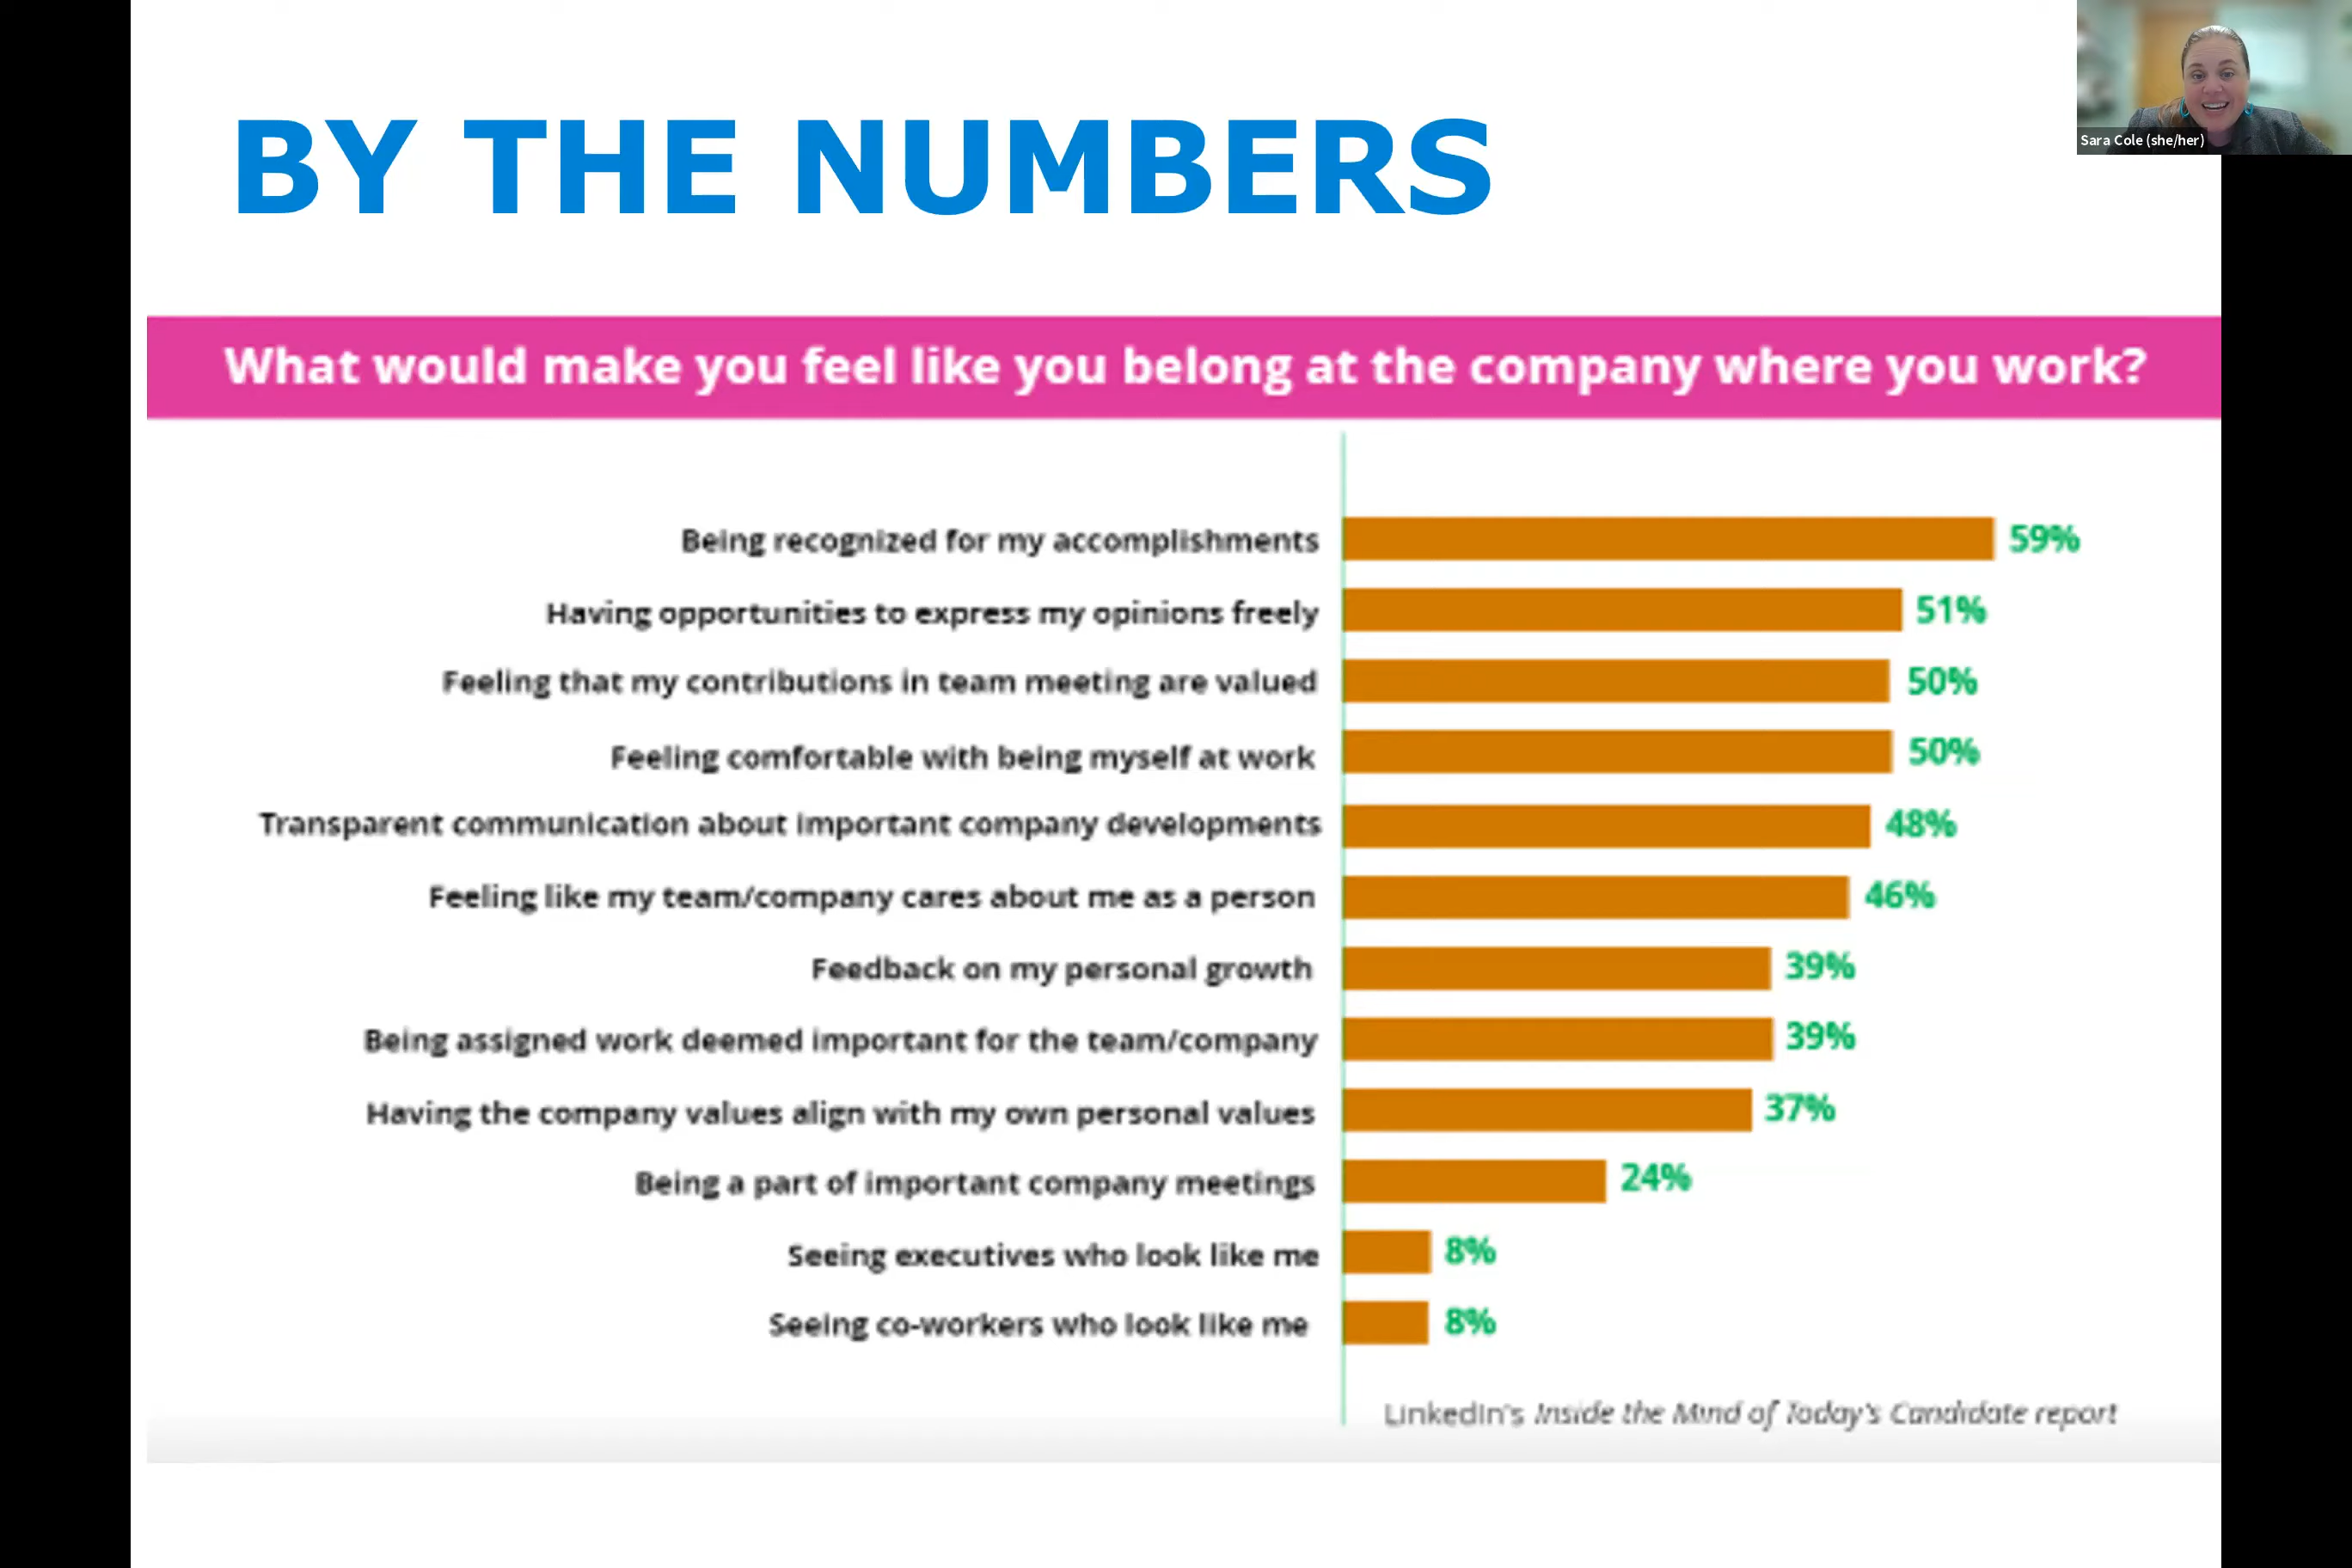 BY THE NUMBERS
Sara Cole (she/her)
What would make you feel like you belong at the company where you work?
Being recognized for my accomplishments 59%
Having opportunities to express my opinions freely 51%
Feeling that my contributions in team meeting are valued 50%
Feeling comfortable with being myself at work 50%
Transparent communication about important company developments 48%
Feeling like my team/company cares about me as a person 46%
Feedback on my personal growth 39%
Being assigned work deemed important for the team/company 39%
Having the company values align with my own personal values 37%
Being a part of important company meetings 24%
Seeing executives who look like me 8%
Seeing co-workers who look like me 8%
LinkedIn's Inside the Mind of Today's Candidate report